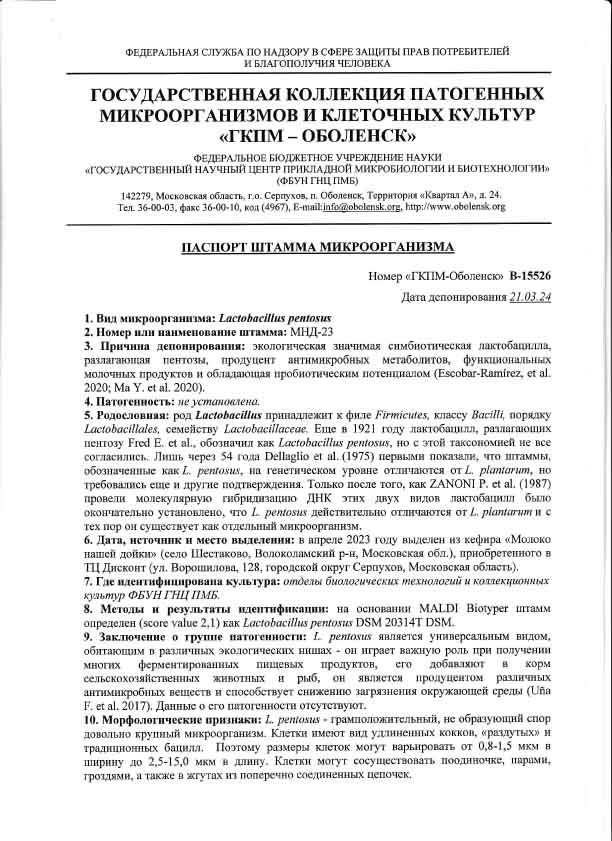 ФЕДЕРАЛЬНАЯ СЛУЖБА ПО НАДЗОРУ В СФЕРЕ ЗАЩИТЫ ПРАВ ПОТРЕБИТЕЛЕЙ
И БЛАГОПОЛУЧИЯ ЧЕЛОВЕКА
ГОСУДАРСТВЕННАЯ КОЛЛЕКЦИЯ ПАТОГЕННЫХ
МИКРООРГАНИЗМОВ И КЛЕТОЧНЫХ КУЛЬТУР
«ГКПМ – ОБОЛЕНСК»
ФЕДЕРАЛЬНОЕ БЮДЖЕТНОЕ УЧРЕЖДЕНИЕ НАУКИ
«ГОСУДАРСТВЕННЫЙ НАУЧНЫЙ ЦЕНТР ПРИКЛАДНОЙ МИКРОБИОЛОГИИ И БИОТЕХНОЛОГИИ»
(ФБУН ГНЦ ПМБ)
142279, Московская область, г.о. Серпухов, п. Оболенск, Территория «Квартал А», д. 24.
Тел. 36-00-03, факс 36-00-10, код (4967), E-mail:info@obolensk.org, http://www.obolensk.org
ПАСПОРТ ШТАММА МИКРООРГАНИЗМА
Номер «ГКПМ-Оболенск» B-15526
Дата депонирования 21.03.24
1. Вид микроорганизма: Lactobacillus pentosus
2. Номер или наименование штамма: МНД-23
3. Причина депонирования: экологическая значимая симбиотическая лактобацилла,
разлагающая пентозы, продуцент антимикробных метаболитов, функциональных
молочных продуктов и обладающая пробиотическим потенциалом (Escobar-Ramírez, et al.
2020; Ma Y. et al. 2020).
4. Патогенность: не установлена.
5. Родословная: род Lactobacillus принадлежит к филе Firmicutes, классу Bacilli, порядку
Lactobacillales, семейству Lactobacillaceae. Еще в 1921 году лактобацилл, разлагающих
пентозу Fred E. et al., обозначил как Lactobacillus pentosus, но с этой таксономией не все
согласились. Лишь через 54 года Dellaglio et al. (1975) первыми показали, что штаммы,
обозначенные как L. pentosus, на генетическом уровне отличаются от L. plantarum, но
требовались еще и другие подтверждения. Только после того, как ZANONI P. et al. (1987)
провели молекулярную гибридизацию ДНК этих двух видов лактобацилл было
окончательно установлено, что L. pentosus действительно отличаются от L. plantarum и с
тех пор он существует как отдельный микроорганизм.
6. Дата, источник и место выделения: в апреле 2023 году выделен из кефира «Молоко
нашей дойки» (село Шестаково, Волоколамский р-н, Московская обл.), приобретенного в
ТЦ Дисконт (ул. Ворошилова, 128, городской округ Серпухов, Московская область).
7. Где идентифицирована культура: отделы биологических технологий и коллекционных
культур ФБУН ГНЦ ПМБ.
8. Методы и результаты идентификации: на основании MALDI Biotyper штамм
определен (score value 2,1) как Lactobacillus pentosus DSM 20314T DSM.
9. Заключение о группе патогенности: L. pentosus является универсальным видом,
обитающим в различных экологических нишах - он играет важную роль при получении
многих ферментированных пищевых продуктов, его добавляют в корм
сельскохозяйственных животных и рыб, он является продуцентом различных
антимикробных веществ и способствует снижению загрязнения окружающей среды (Uña
F. et al. 2017). Данные о его патогенности отсутствуют.
10. Морфологические признаки: L. pentosus - грамположительный, не образующий спор
довольно крупный микроорганизм. Клетки имеют вид удлиненных кокков, «раздутых» и
традиционных бацилл. Поэтому размеры клеток могут варьировать от 0,8-1,5 мкм в
ширину до 2,5-15,0 мкм в длину. Клетки могут сосуществовать поодиночке, парами,
гроздями, а также в жгутах из поперечно соединенных цепочек.